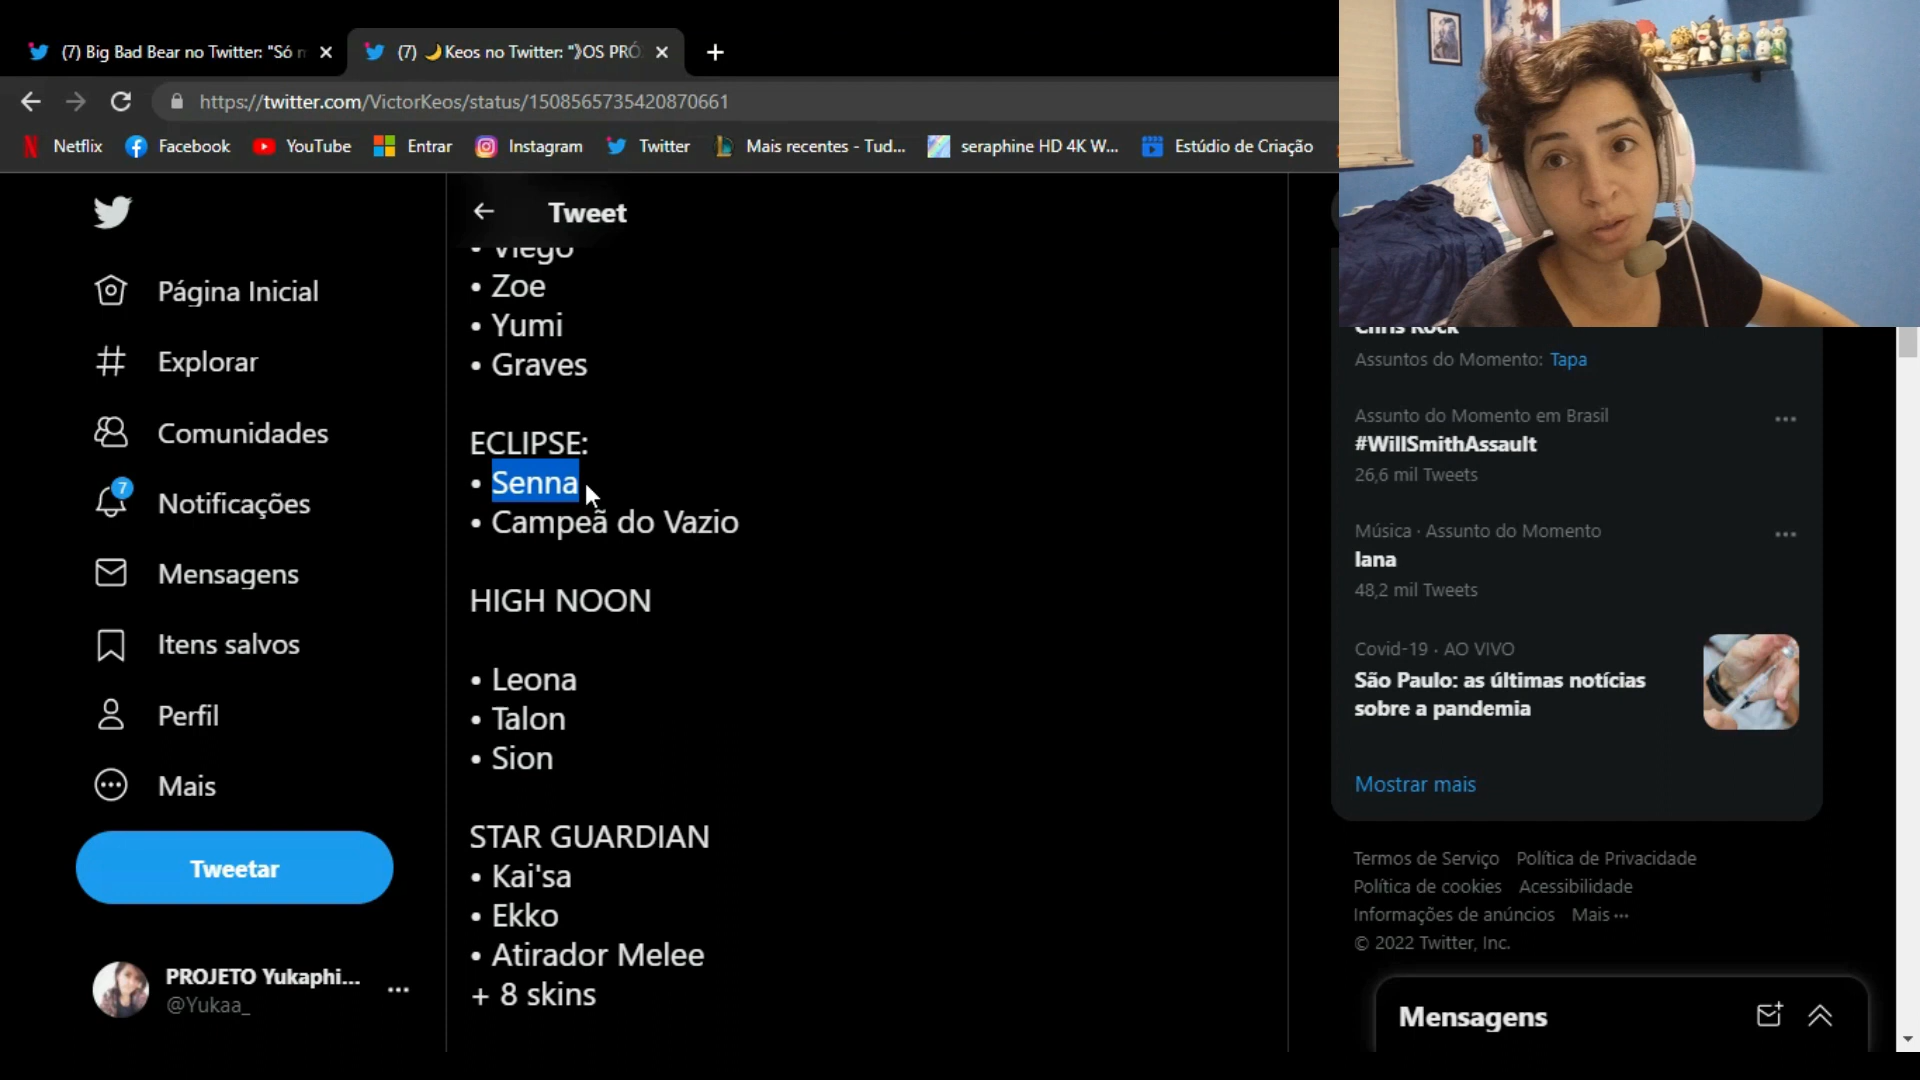 (7) Big Bad Bear no Twitter: "Só n
(7) 🌙Keos no Twitter: "》OS PRÓ
https://twitter.com/VictorKeos/status/1508565735420870661
Netflix
Facebook
YouTube
Entrar
Instagram
Twitter
Mais recentes - Tud...
seraphine HD 4K W...
Estúdio de Criação
Página Inicial
Explorar
Comunidades
7
Notificações
Mensagens
Itens salvos
Perfil
Mais
Tweetar
PROJETO Yukaphi...
@Yukaa_
Tweet
• Viego
• Zoe
• Yumi
• Graves
ECLIPSE:
• Senna
• Campeã do Vazio
HIGH NOON
• Leona
• Talon
• Sion
STAR GUARDIAN
• Kai'sa
• Ekko
• Atirador Melee
+ 8 skins
Chris Rock
Assuntos do Momento: Tapa
Assunto do Momento em Brasil
#WillSmithAssault
26,6 mil Tweets
Música · Assunto do Momento
Iana
48,2 mil Tweets
Covid-19 · AO VIVO
São Paulo: as últimas notícias
sobre a pandemia
Mostrar mais
Termos de Serviço Política de Privacidade
Política de cookies Acessibilidade
Informações de anúncios Mais ···
© 2022 Twitter, Inc.
Mensagens